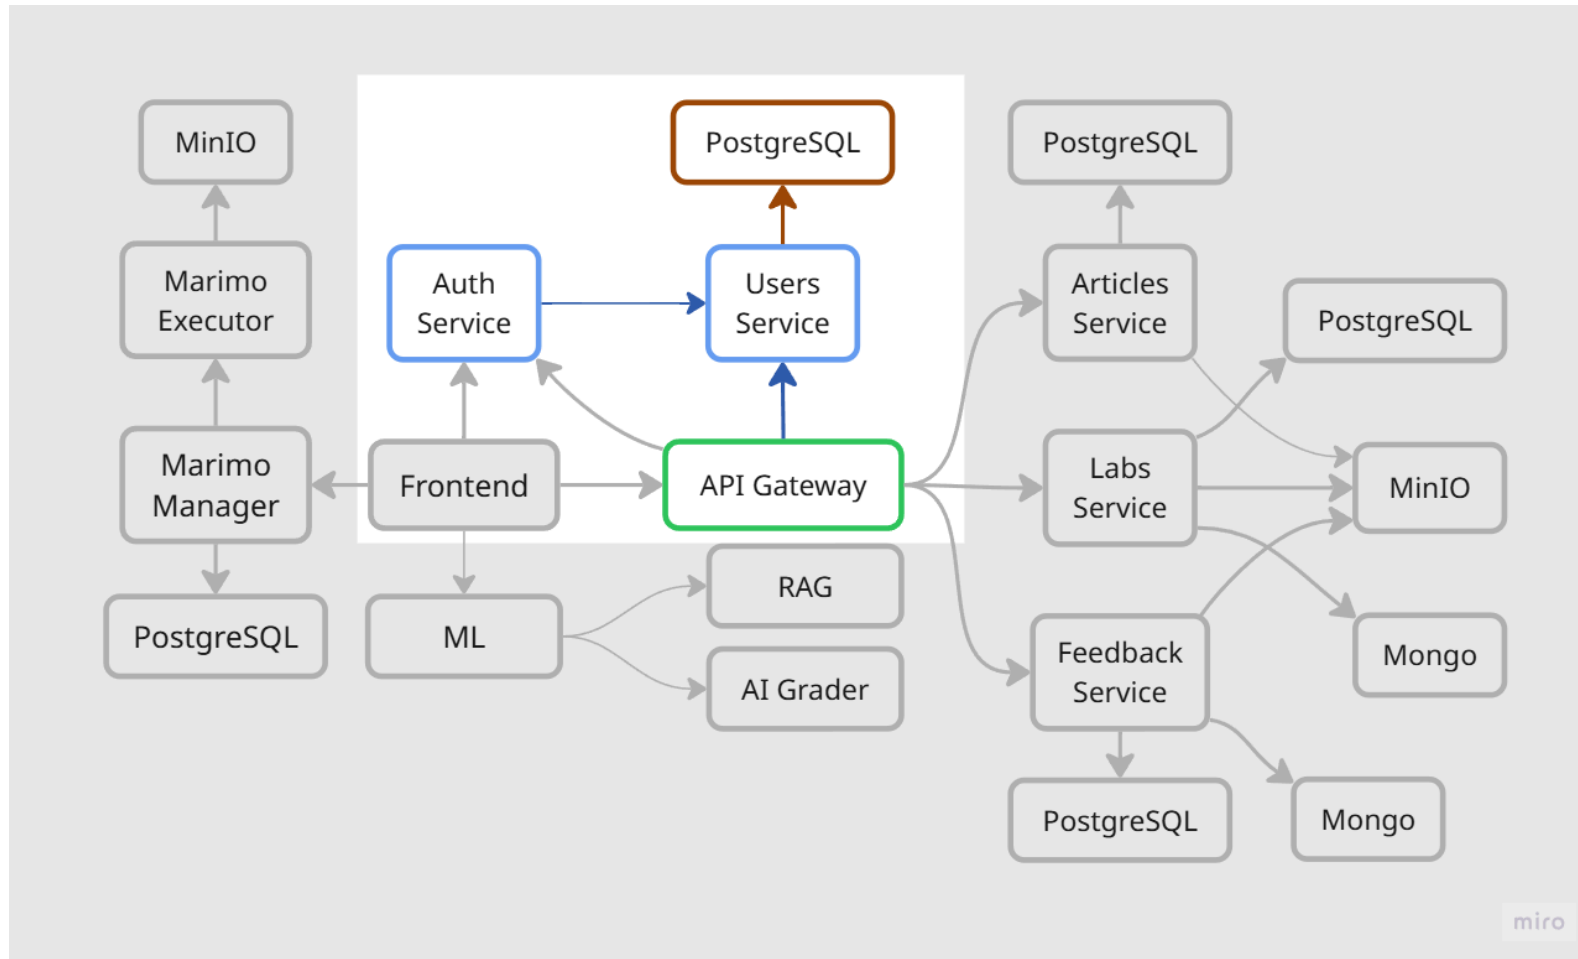 MinIO
PostgreSQL
PostgreSQL
Marimo
Executor
Auth
Service
Users
Service
Articles
Service
PostgreSQL
Marimo
Manager
Frontend
API Gateway
Labs
Service
MinIO
RAG
PostgreSQL
ML
AI Grader
Feedback
Service
Mongo
PostgreSQL
Mongo
miro